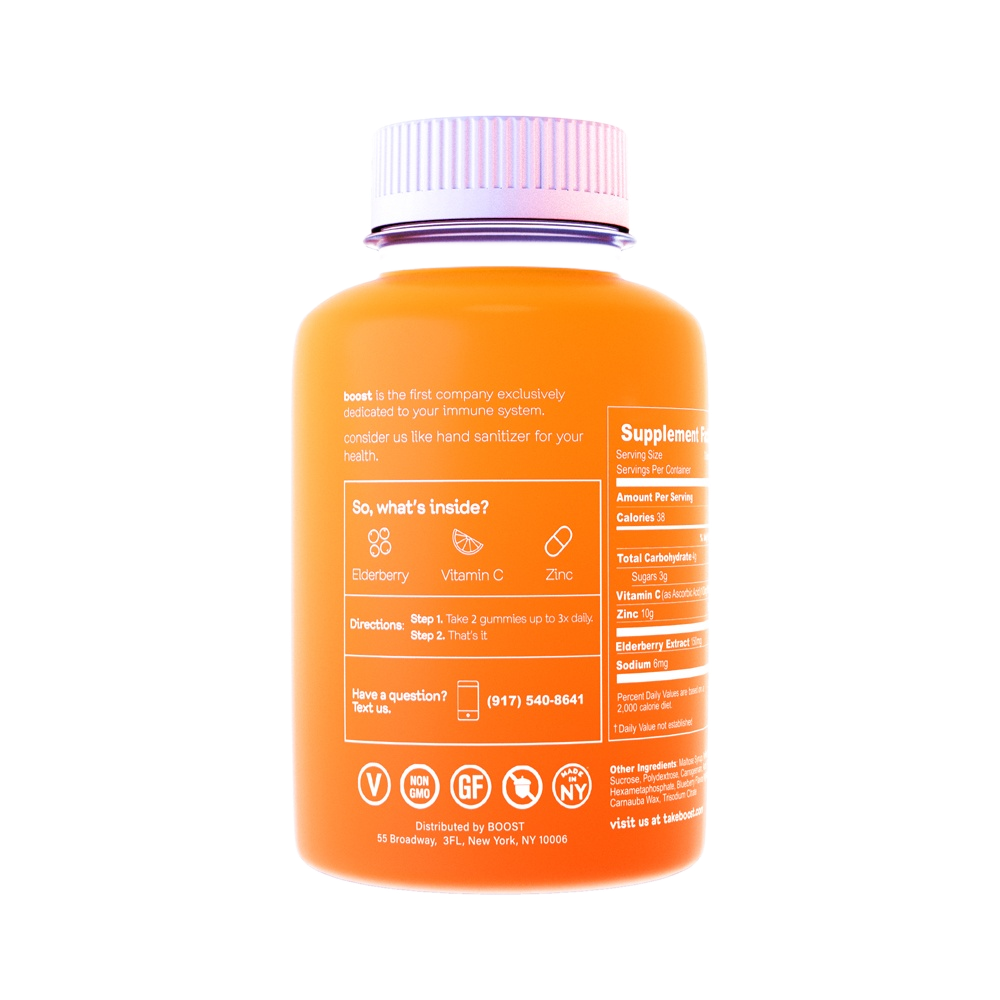 boost is the first company exclusively
dedicated to your immune system.
consider us like hand sanitizer for your
health.
So, what's inside?
Elderberry
Vitamin C
Zinc
Directions:
Step 1. Take 2 gummies up to 3x daily.
Step 2. That's it
Have a question?
Text us.
(917) 540-8641
V
NON
GMO
GF
MADE
IN
NY
Distributed by BOOST
55 Broadway, 3FL, New York, NY 10006
Supplement
Serving Size
Servings Per Container
Amount Per Serving
Calories 38
Total Carbohydrate 4g
Sugars 3g
Vitamin C (as Ascorbic Acid)
Zinc 10g
Elderberry Extract
Sodium 6mg
Percent Daily Values are based on
2,000 calorie diet.
† Daily Value not established
Other Ingredients: Maltose Syrup,
Sucrose, Polydextrose,
Hexametaphosphate, Blueberry
Carnauba Wax, Trisodium Citrate
visit us at takeboost.com